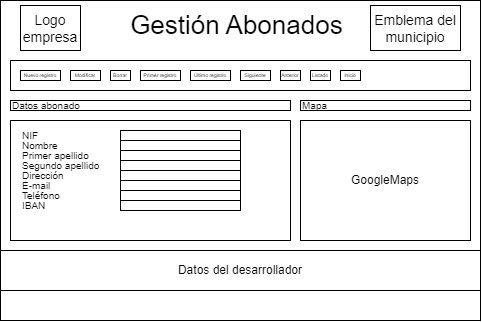 Logo
empresa
Gestión Abonados
Emblema del
municipio
Nuevo registro Modificar Borrar Primer registro Último registro Siguiente Anterior Listado Inicio
Datos abonado
Mapa
NIF
Nombre
Primer apellido
Segundo apellido
Dirección
E-mail
Teléfono
IBAN
GoogleMaps
Datos del desarrollador